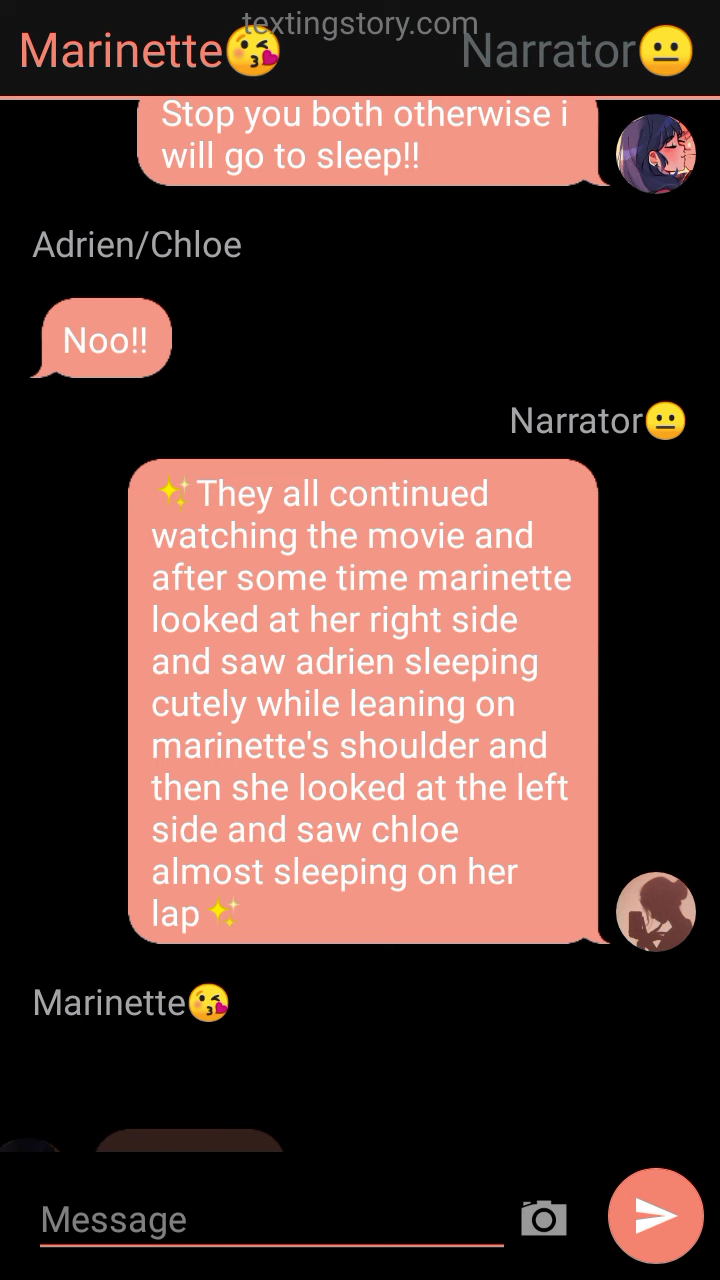 textingstory.com
Marinette😘 Narrator😐
Stop you both otherwise i
will go to sleep!!
Adrien/Chloe
Noo!!
Narrator😐
✨They all continued
watching the movie and
after some time marinette
looked at her right side
and saw adrien sleeping
cutely while leaning on
marinette's shoulder and
then she looked at the left
side and saw chloe
almost sleeping on her
lap✨
Marinette😘
Message